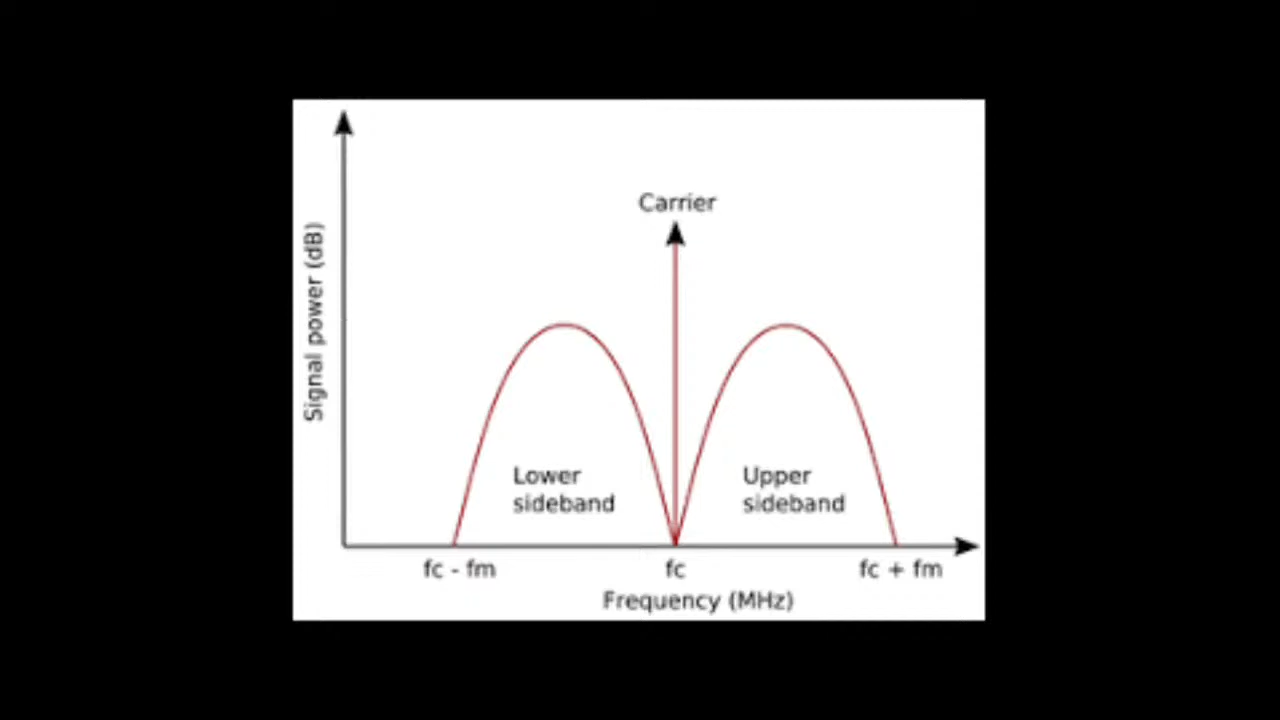 Carrier
Signal power (dB)
Lower
sideband
Upper
sideband
fc - fm
fc
fc + fm
Frequency (MHz)